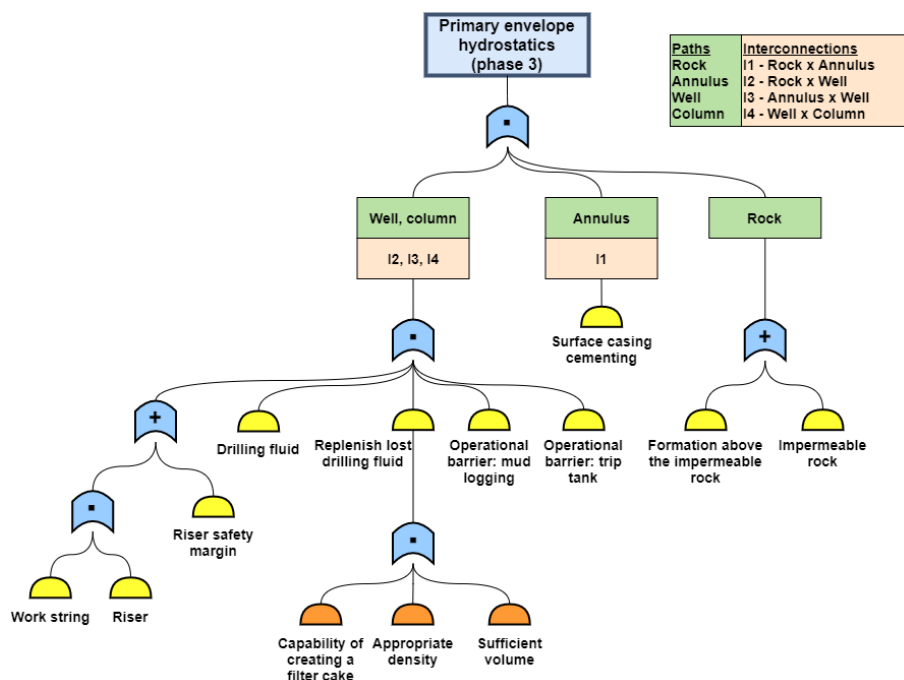 Primary envelope
hydrostatics
(phase 3)
Paths Interconnections
Rock I1 - Rock x Annulus
Annulus I2 - Rock x Well
Well I3 - Annulus x Well
Column I4 - Well x Column
▪
Well, column
I2, I3, I4
Annulus
I1
Rock
Surface casing
cementing
▪
+
+
Drilling fluid
Replenish lost
drilling fluid
Operational
barrier: mud
logging
Operational
barrier: trip
tank
Formation above
the impermeable
rock
Impermeable
rock
▪
Riser safety
margin
▪
Work string
Riser
Capability of
creating a
filter cake
Appropriate
density
Sufficient
volume